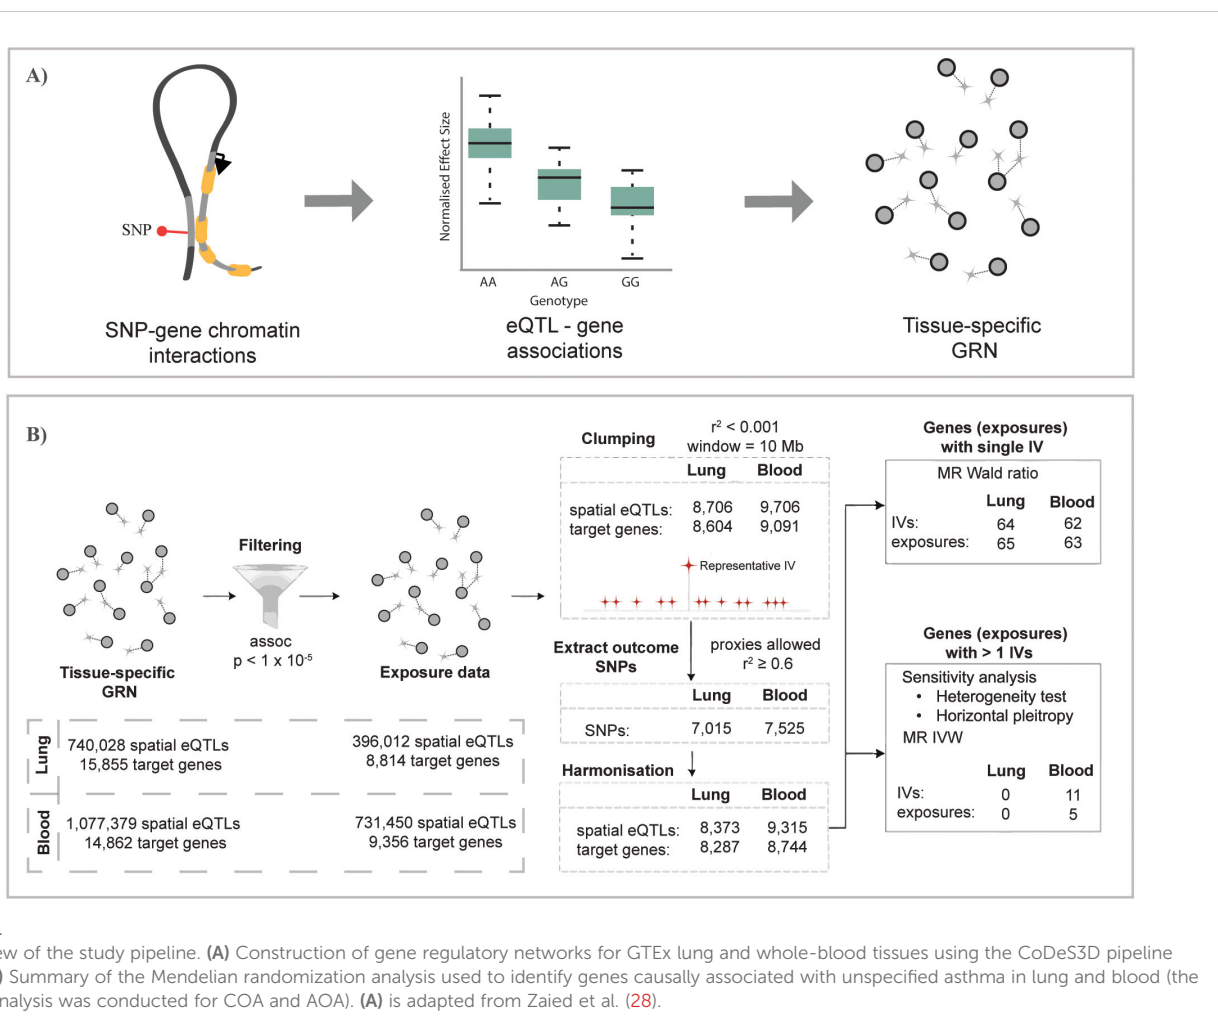 A)
SNP
SNP-gene chromatin
interactions
Normalised Effect Size
AA AG GG
Genotype
eQTL - gene
associations
Tissue-specific
GRN
B)
Tissue-specific
GRN
Filtering
assoc
p < 1 x 10⁻⁵
Exposure data
Lung
740,028 spatial eQTLs
15,855 target genes
396,012 spatial eQTLs
8,814 target genes
Blood
1,077,379 spatial eQTLs
14,862 target genes
731,450 spatial eQTLs
9,356 target genes
Clumping
r² < 0.001
window = 10 Mb
Lung Blood
spatial eQTLs: 8,706 9,706
target genes: 8,604 9,091
Representative IV
Extract outcome
SNPs
proxies allowed
r² ≥ 0.6
Lung Blood
SNPs: 7,015 7,525
Harmonisation
Lung Blood
spatial eQTLs: 8,373 9,315
target genes: 8,287 8,744
Genes (exposures)
with single IV
MR Wald ratio
Lung Blood
IVs: 64 62
exposures: 65 63
Genes (exposures)
with > 1 IVs
Sensitivity analysis
• Heterogeneity test
• Horizontal pleitropy
MR IVW
Lung Blood
IVs: 0 11
exposures: 0 5
ew of the study pipeline. (A) Construction of gene regulatory networks for GTEx lung and whole-blood tissues using the CoDeS3D pipeline
) Summary of the Mendelian randomization analysis used to identify genes causally associated with unspecified asthma in lung and blood (the
nalysis was conducted for COA and AOA). (A) is adapted from Zaied et al. (28).